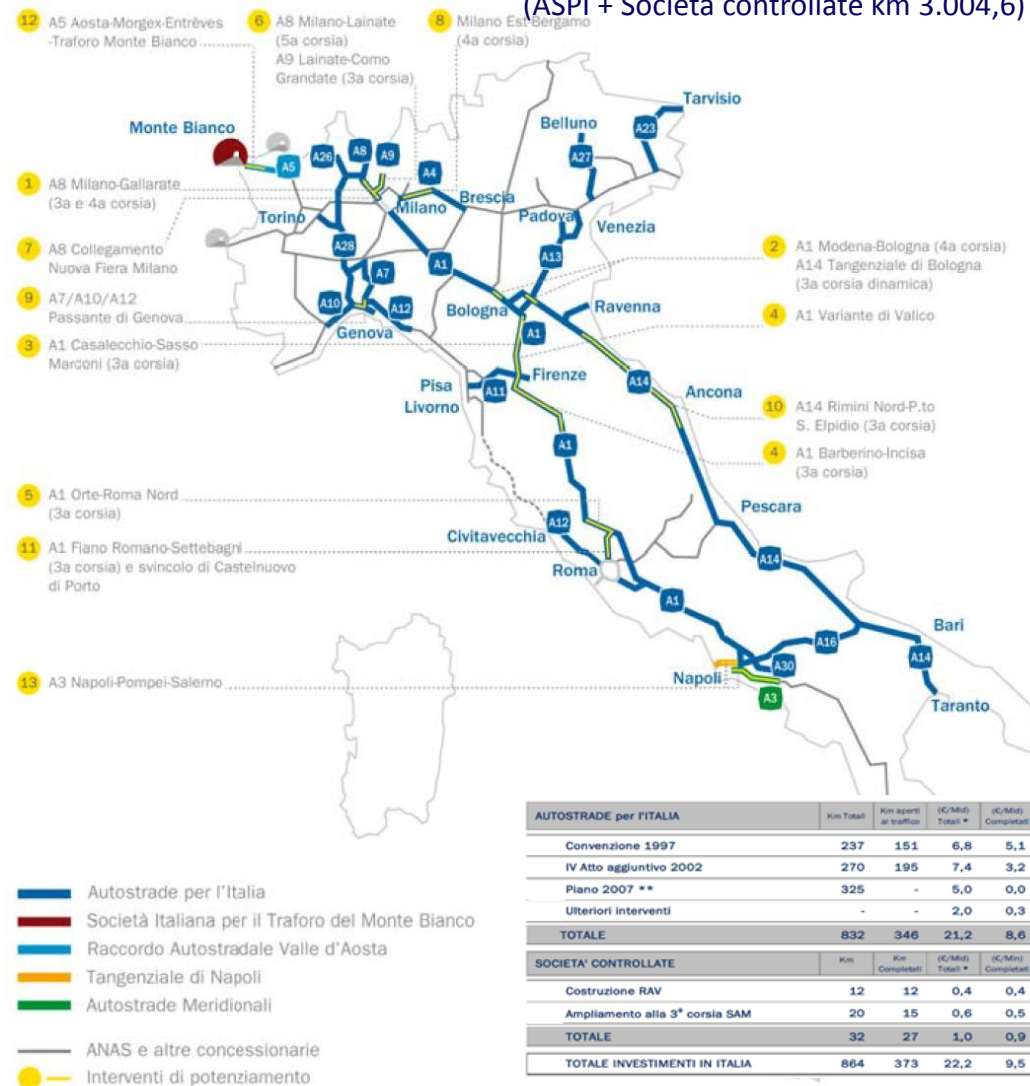 (ASPI + Società controllate km 3.004,6)
12 A5 Aosta-Morgex-Entrèves
-Traforo Monte Bianco
6 A8 Milano-Lainate
(5a corsia)
A9 Lainate-Como
Grandate (3a corsia)
8 Milano Est-Bergamo
(4a corsia)
Tarvisio
Belluno
A23
Monte Bianco
A26
A8
A9
A27
A5
A4
1 A8 Milano-Gallarate
(3a e 4a corsia)
Brescia
Milano
Torino
Padova
Venezia
7 A8 Collegamento
Nuova Fiera Milano
A28
A1
A13
2 A1 Modena-Bologna (4a corsia)
A14 Tangenziale di Bologna
(3a corsia dinamica)
A7
9 A7/A10/A12
Passante di Genova
A10
A12
Bologna
Ravenna
4 A1 Variante di Valico
Genova
A1
3 A1 Casalecchio-Sasso
Marconi (3a corsia)
Firenze
Pisa
Livorno
A11
A14
Ancona
10 A14 Rimini Nord-P.to
S. Elpidio (3a corsia)
A1
4 A1 Barberino-Incisa
(3a corsia)
5 A1 Orte-Roma Nord
(3a corsia)
Pescara
A12
Civitavecchia
11 A1 Fiano Romano-Settebagni
(3a corsia) e svincolo di Castelnuovo
di Porto
Roma
A14
A1
Bari
A16
A14
A30
Napoli
13 A3 Napoli-Pompei-Salerno
A3
Taranto
AUTOSTRADE per l'ITALIA Km Totali Km aperti al traffico (€/Mld) Totali * (€/Mld) Completati
Convenzione 1997 237 151 6,8 5,1
IV Atto aggiuntivo 2002 270 195 7,4 3,2
Piano 2007 ** 325 - 5,0 0,0
Ulteriori interventi - - 2,0 0,3
TOTALE 832 346 21,2 8,6
SOCIETA' CONTROLLATE Km Km Completati (€/Mld) Totali * (€/Mln) Completati
Costruzione RAV 12 12 0,4 0,4
Ampliamento alla 3ª corsia SAM 20 15 0,6 0,5
TOTALE 32 27 1,0 0,9
TOTALE INVESTIMENTI IN ITALIA 864 373 22,2 9,5
Autostrade per l'Italia
Società Italiana per il Traforo del Monte Bianco
Raccordo Autostradale Valle d'Aosta
Tangenziale di Napoli
Autostrade Meridionali
ANAS e altre concessionarie
Interventi di potenziamento